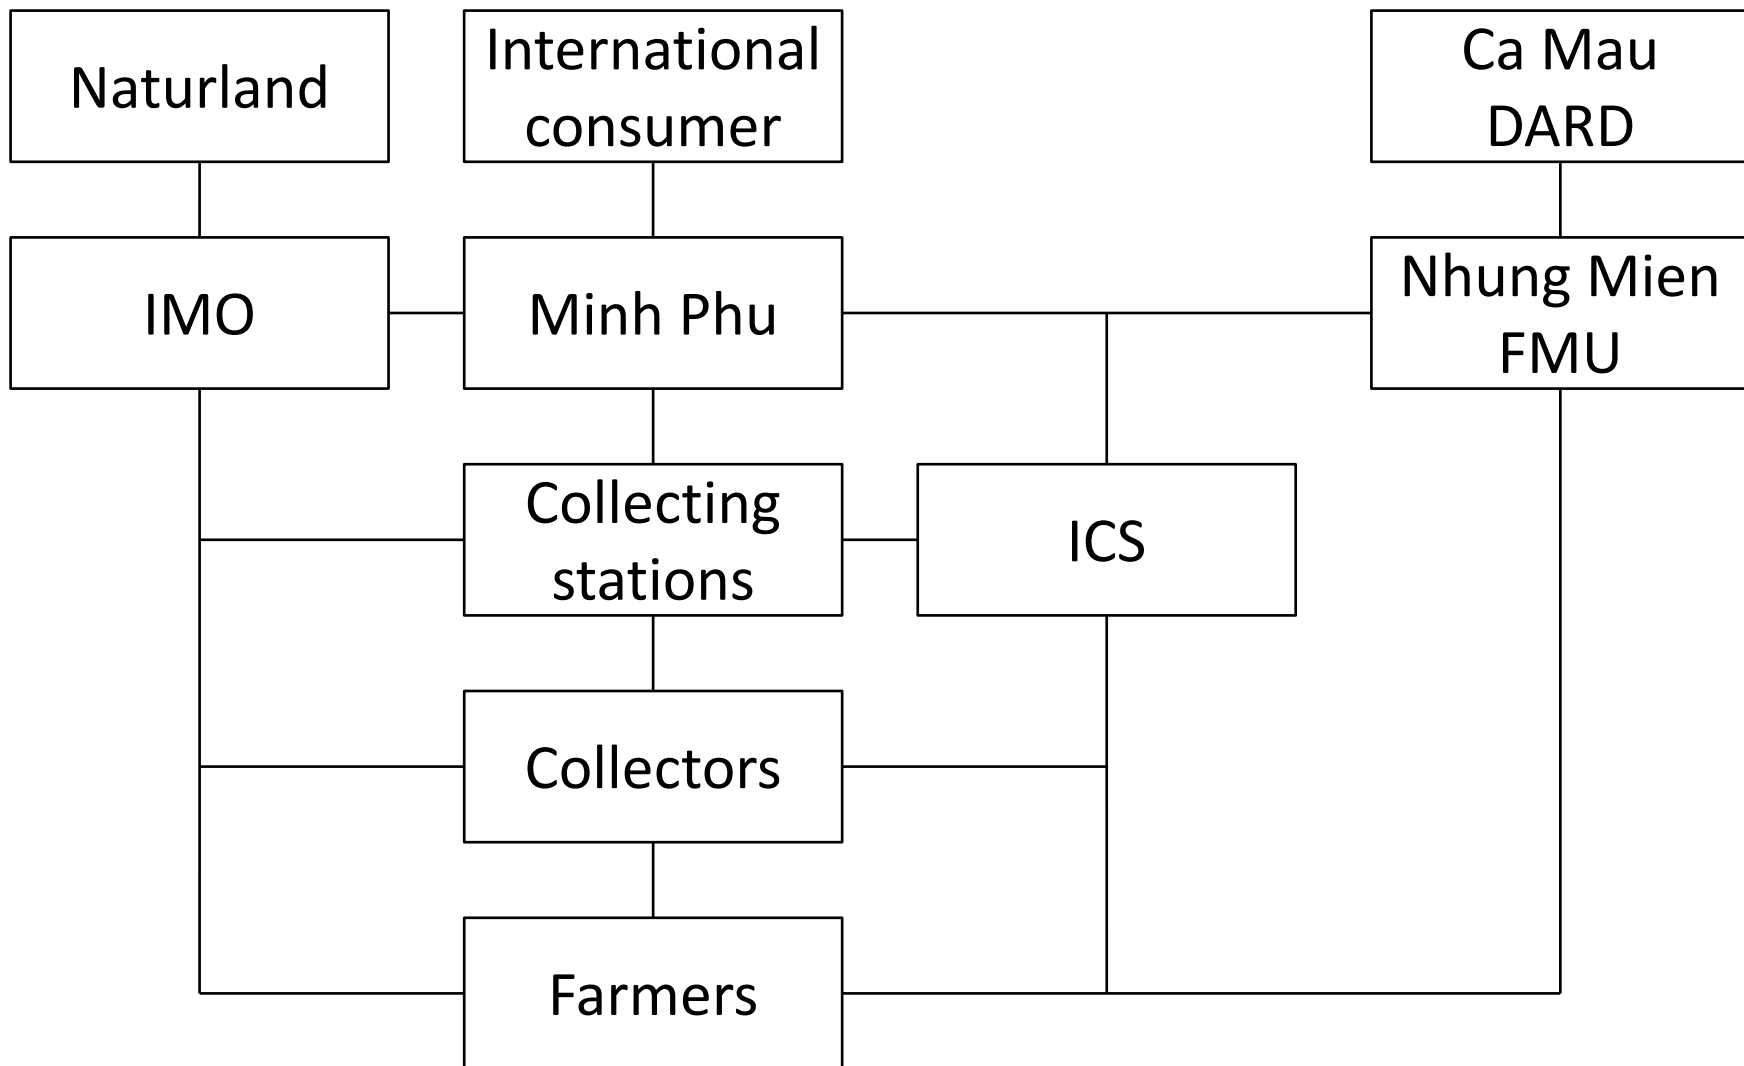 Naturland
International
consumer
Ca Mau
DARD
IMO
Minh Phu
Nhung Mien
FMU
Collecting
stations
ICS
Collectors
Farmers